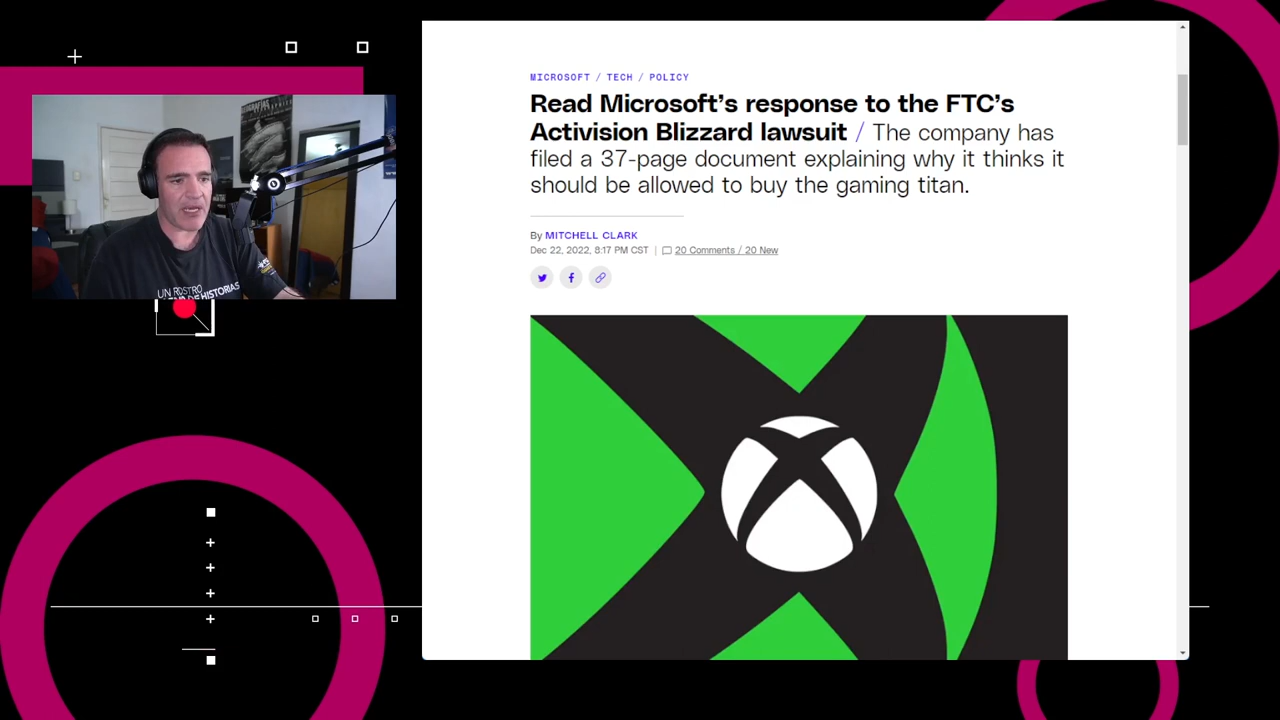 MICROSOFT / TECH / POLICY
Read Microsoft's response to the FTC's
Activision Blizzard lawsuit / The company has
filed a 37-page document explaining why it thinks it
should be allowed to buy the gaming titan.
By MITCHELL CLARK
Dec 22, 2022, 8:17 PM CST | 20 Comments / 20 New
UN ROSTRO
DE HISTORIAS